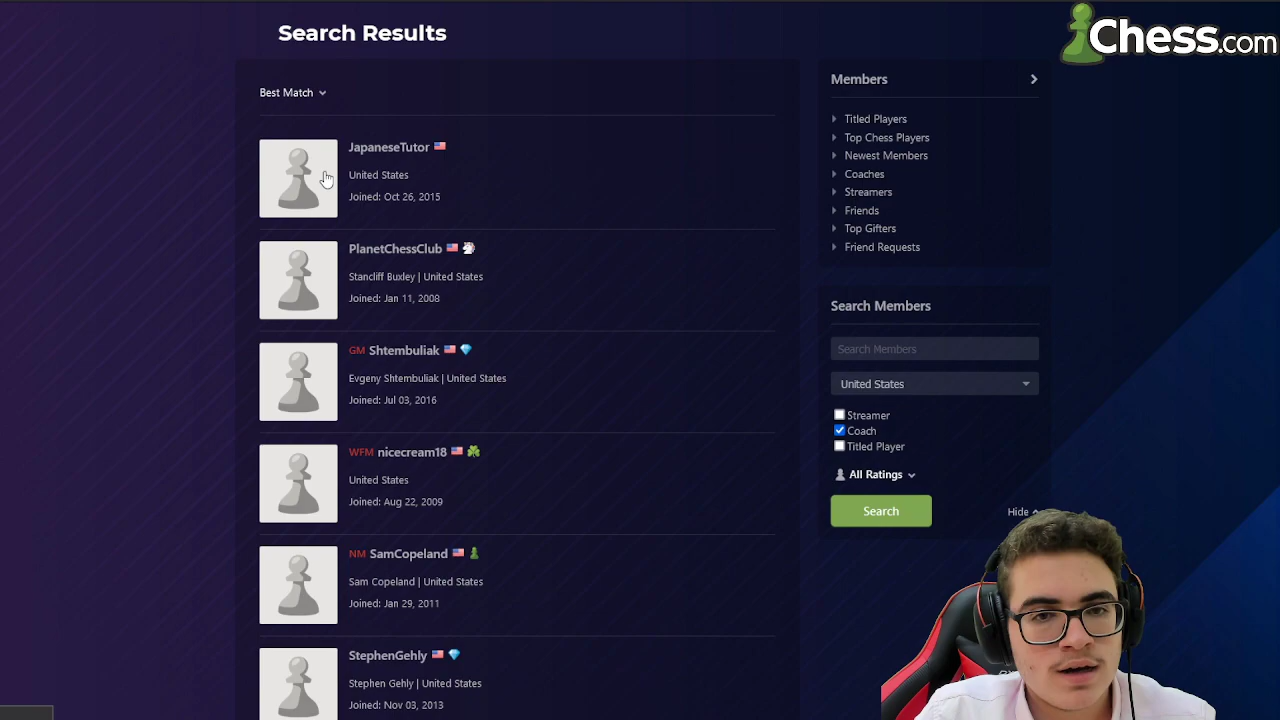 Search Results
Chess.com
Best Match
JapaneseTutor
United States
Joined: Oct 26, 2015
PlanetChessClub
Stancliff Buxley | United States
Joined: Jan 11, 2008
GM Shtembuliak
Evgeny Shtembuliak | United States
Joined: Jul 03, 2016
WFM nicecream18
United States
Joined: Aug 22, 2009
NM SamCopeland
Sam Copeland | United States
Joined: Jan 29, 2011
StephenGehly
Stephen Gehly | United States
Joined: Nov 03, 2013
Members
Titled Players
Top Chess Players
Newest Members
Coaches
Streamers
Friends
Top Gifters
Friend Requests
Search Members
Search Members
United States
Streamer
Coach
Titled Player
All Ratings
Search
Hide